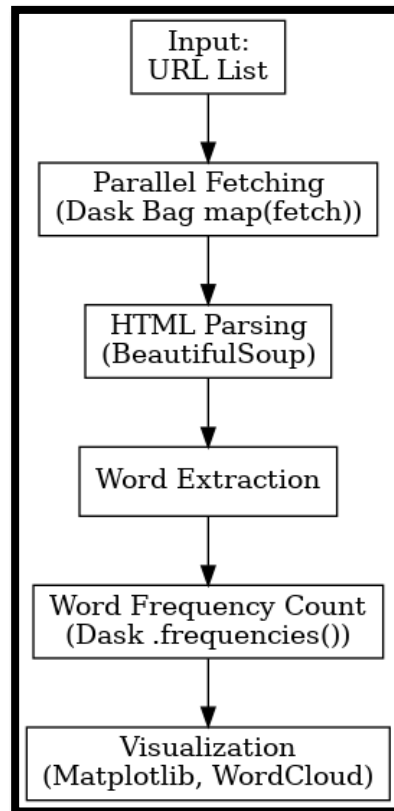 Input:
URL List
Parallel Fetching
(Dask Bag map(fetch))
HTML Parsing
(BeautifulSoup)
Word Extraction
Word Frequency Count
(Dask .frequencies())
Visualization
(Matplotlib, WordCloud)